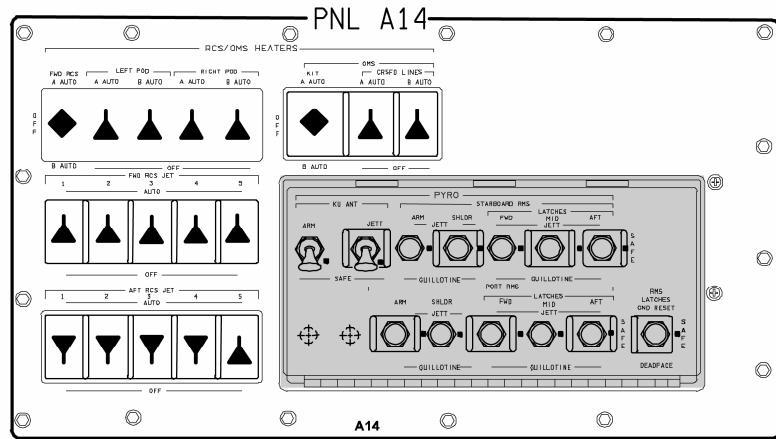 PNL A14
RCS/OMS HEATERS
OMS
LEFT POD RIGHT POD
KIT CRSFD LINES
FWD RCS
A AUTO A AUTO B AUTO A AUTO B AUTO
A AUTO A AUTO B AUTO
OFF OFF
B AUTO OFF
B AUTO OFF
FWD RCS JET
1 2 3 4 5
AUTO
OFF
AFT RCS JET
1 2 3 4 5
AUTO
OFF
PYRO
KU ANT STARBOARD RMS
ARM JETT
ARM SHLDR FWD LATCHES MID AFT
JETT JETT
SAFE
SAFE
GUILLOTINE GUILLOTINE
PORT RMS
ARM SHLDR FWD LATCHES MID AFT
JETT JETT
RMS
LATCHES
GND RESET
SAFE SAFE
GUILLOTINE GUILLOTINE
DEADFACE
A14